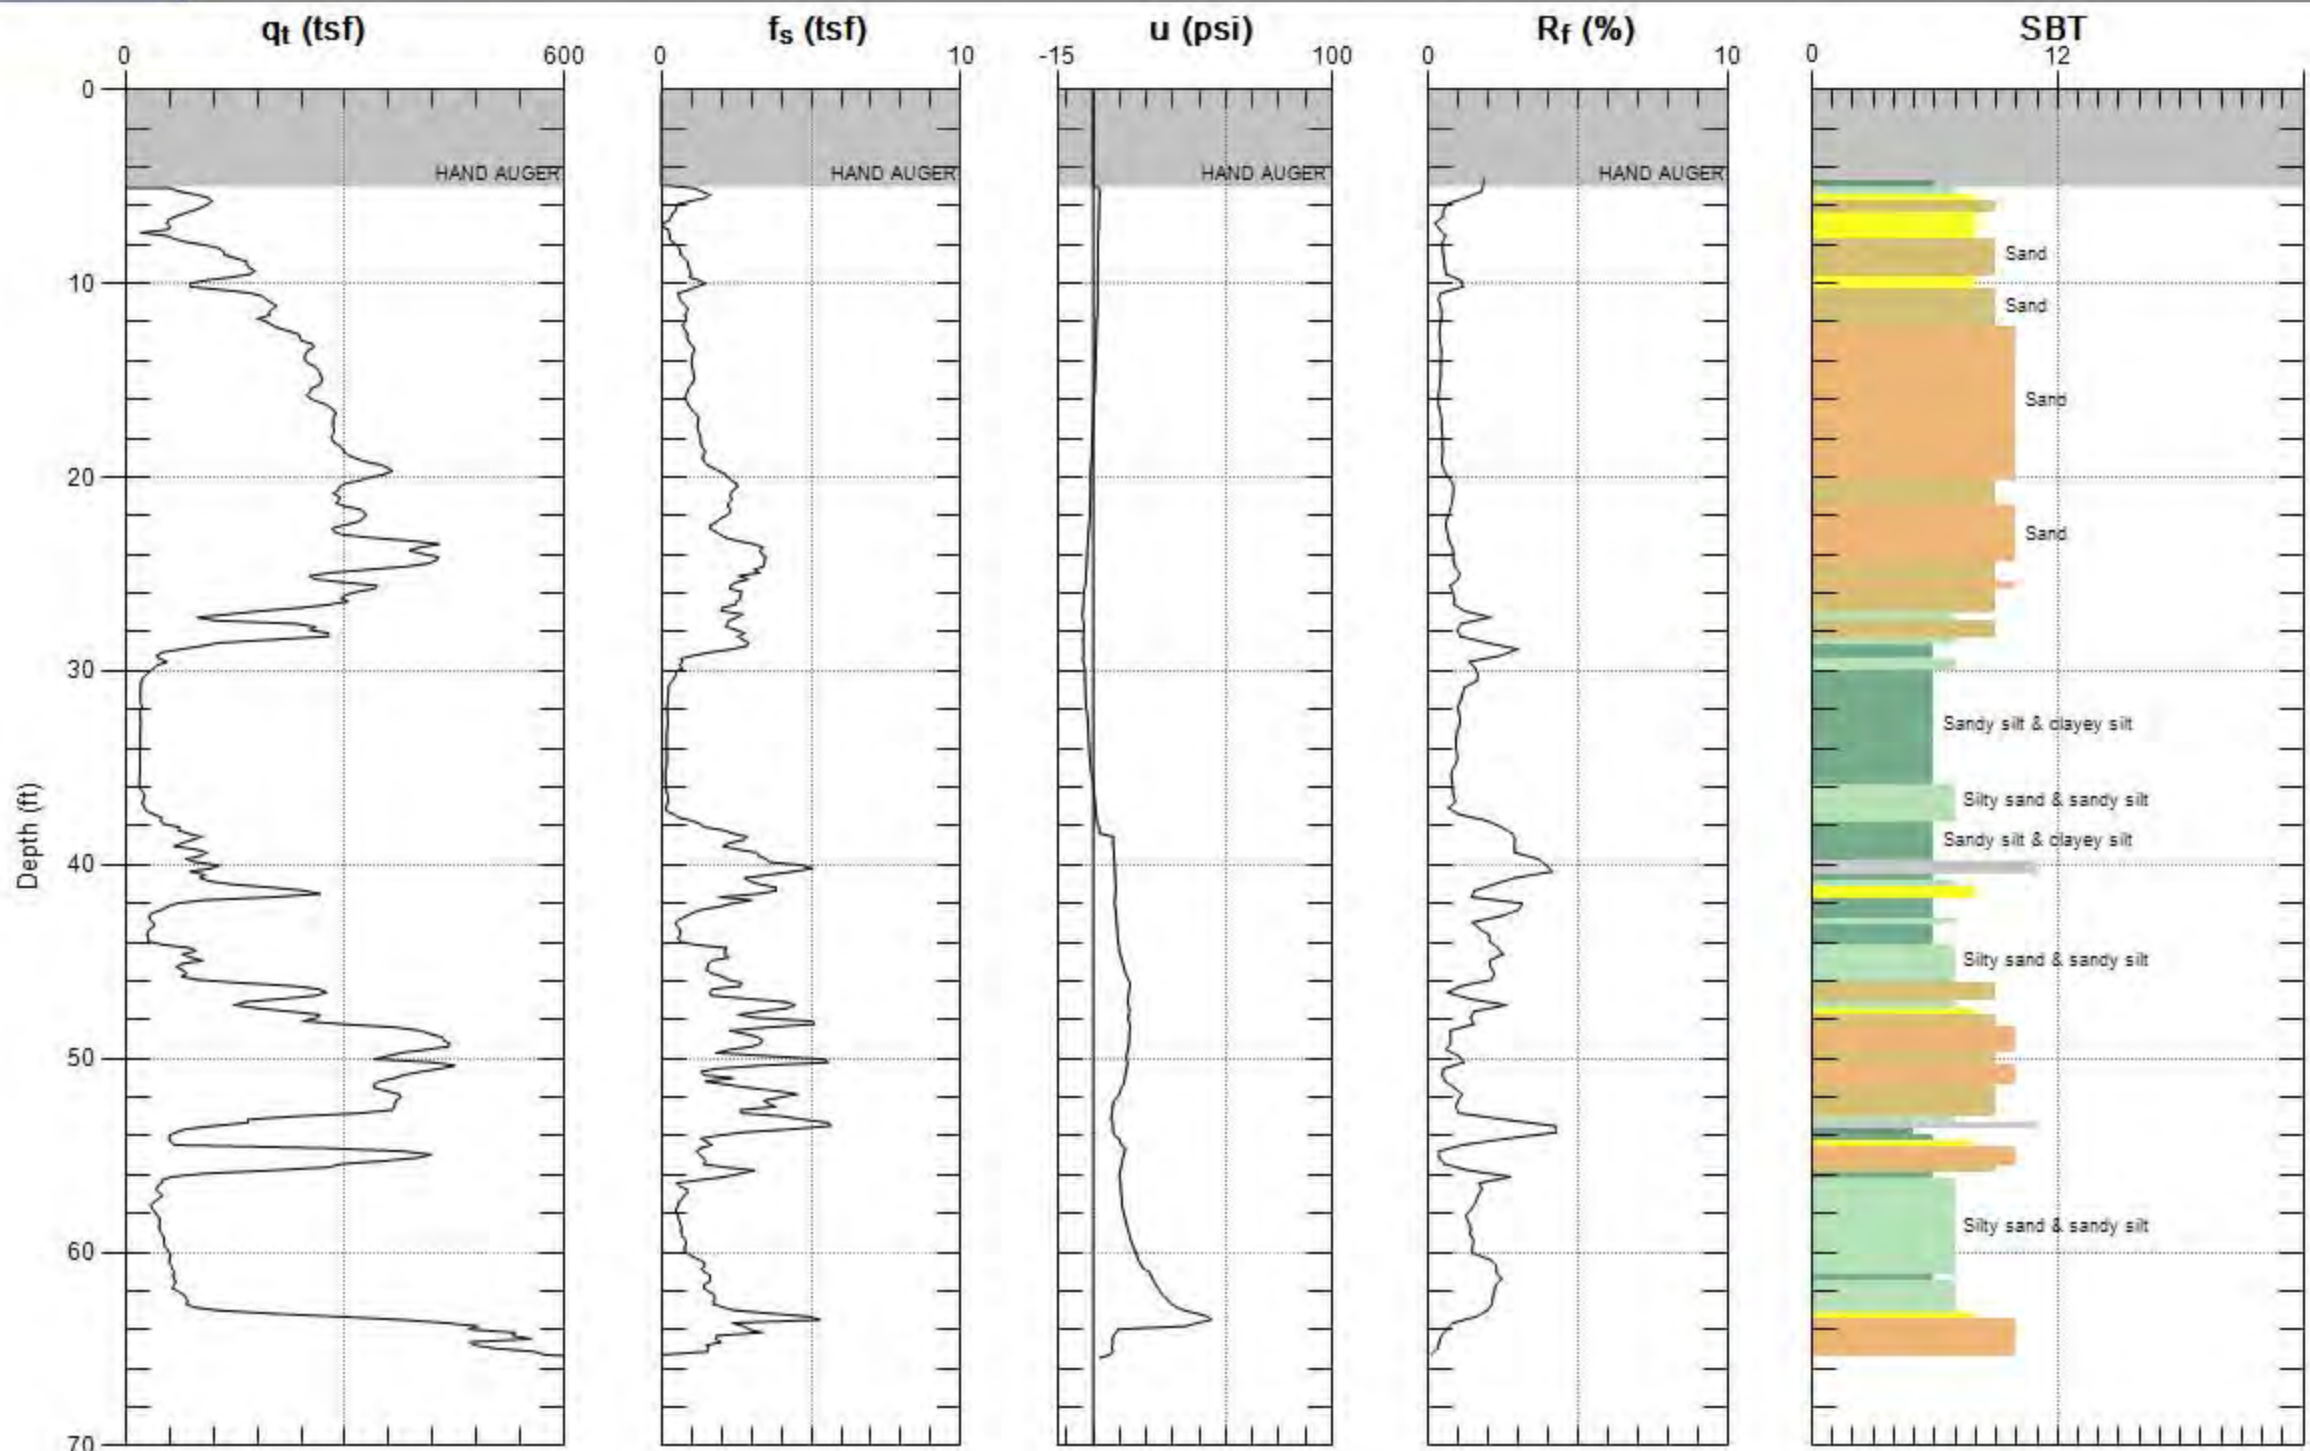 qt (tsf)
fs (tsf)
u (psi)
Rf (%)
SBT
0
600
0
10
-15
100
0
10
0
12
0
HAND AUGER
HAND AUGER
HAND AUGER
HAND AUGER
Sand
10
Sand
Sand
20
Sand
30
Sandy silt & clayey silt
Depth (ft)
Silty sand & sandy silt
Sandy silt & clayey silt
40
Silty sand & sandy silt
50
Silty sand & sandy silt
60
70